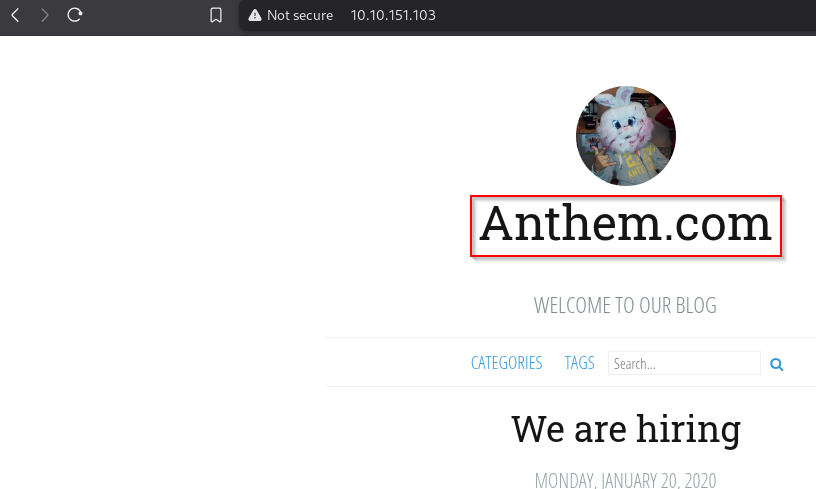 Not secure 10.10.151.103
Anthem.com
WELCOME TO OUR BLOG
CATEGORIES TAGS Search...
We are hiring
MONDAY, JANUARY 20, 2020